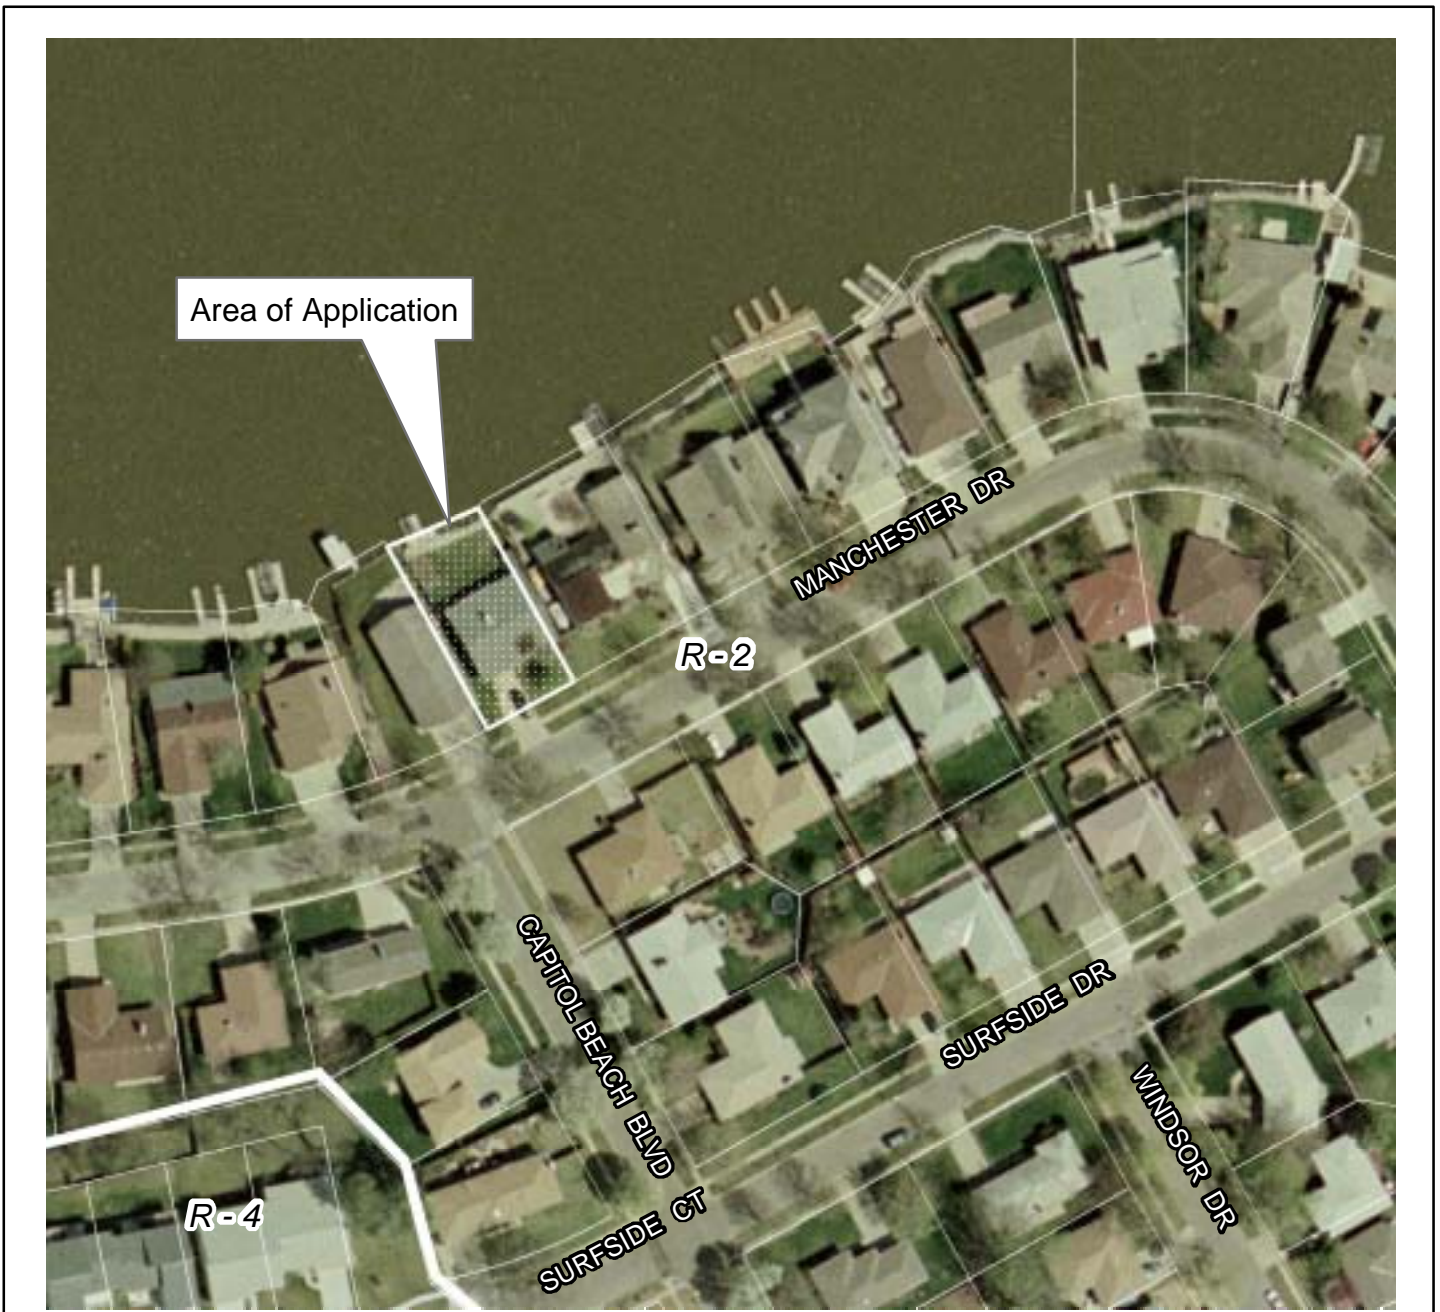 Area of Application
MANCHESTER DR
R - 2
CAPITOL BEACH BLVD
SURFSIDE DR
WINDSOR DR
R - 4
SURFSIDE CT